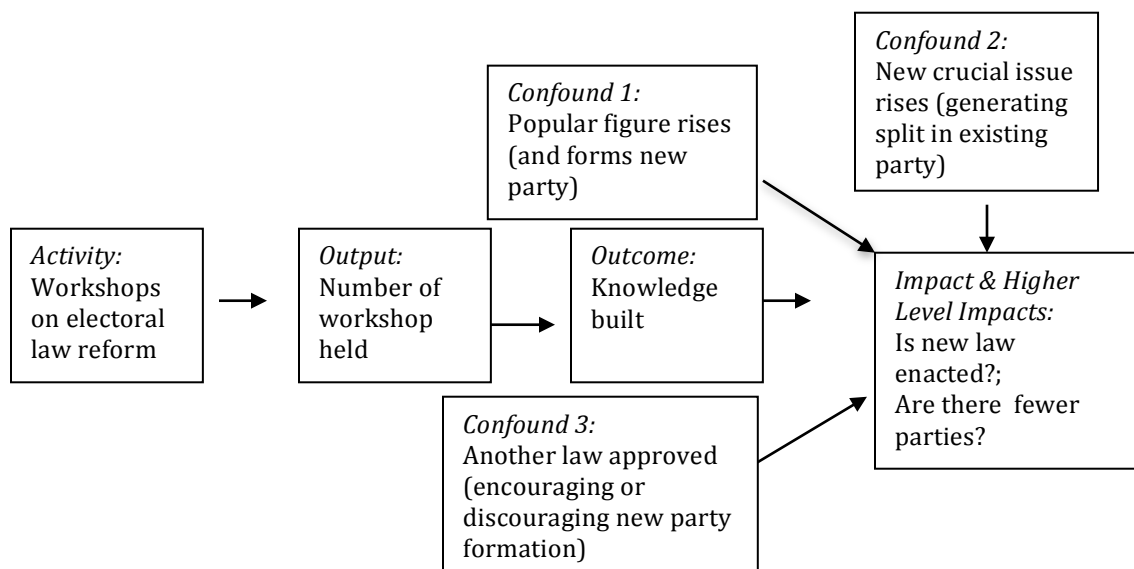 Confound 1:
Popular figure rises
(and forms new
party)
Confound 2:
New crucial issue
rises (generating
split in existing
party)
Activity:
Workshops
on electoral
law reform
Output:
Number of
workshop
held
Outcome:
Knowledge
built
Impact & Higher
Level Impacts:
Is new law
enacted?;
Are there  fewer
parties?
Confound 3:
Another law approved
(encouraging or
discouraging new party
formation)